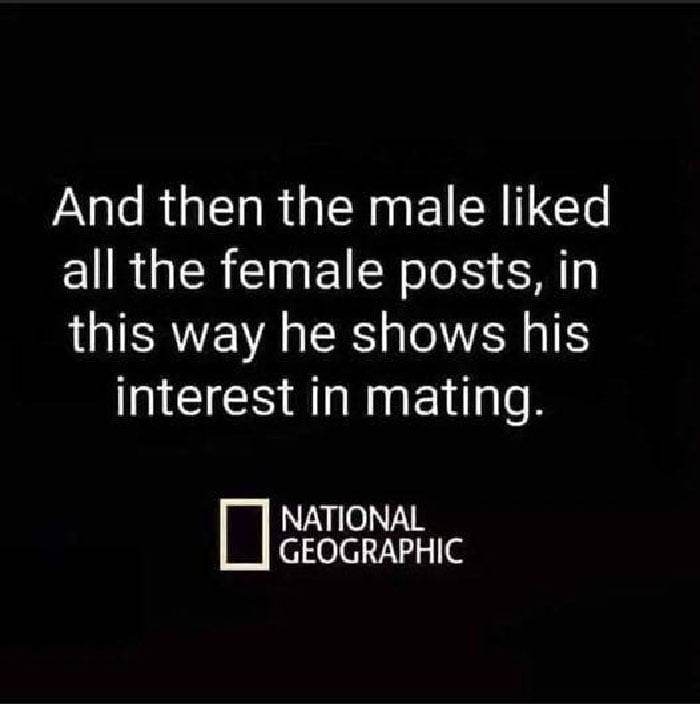 And then the male liked
all the female posts, in
this way he shows his
interest in mating.
NATIONAL
GEOGRAPHIC